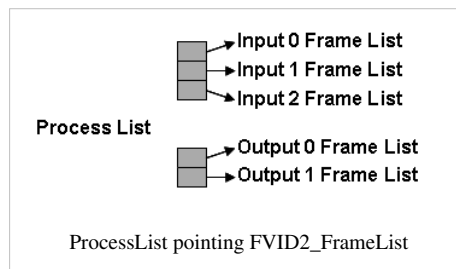 Input 0 Frame List
Input 1 Frame List
Input 2 Frame List
Process List
Output 0 Frame List
Output 1 Frame List
ProcessList pointing FVID2_FrameList